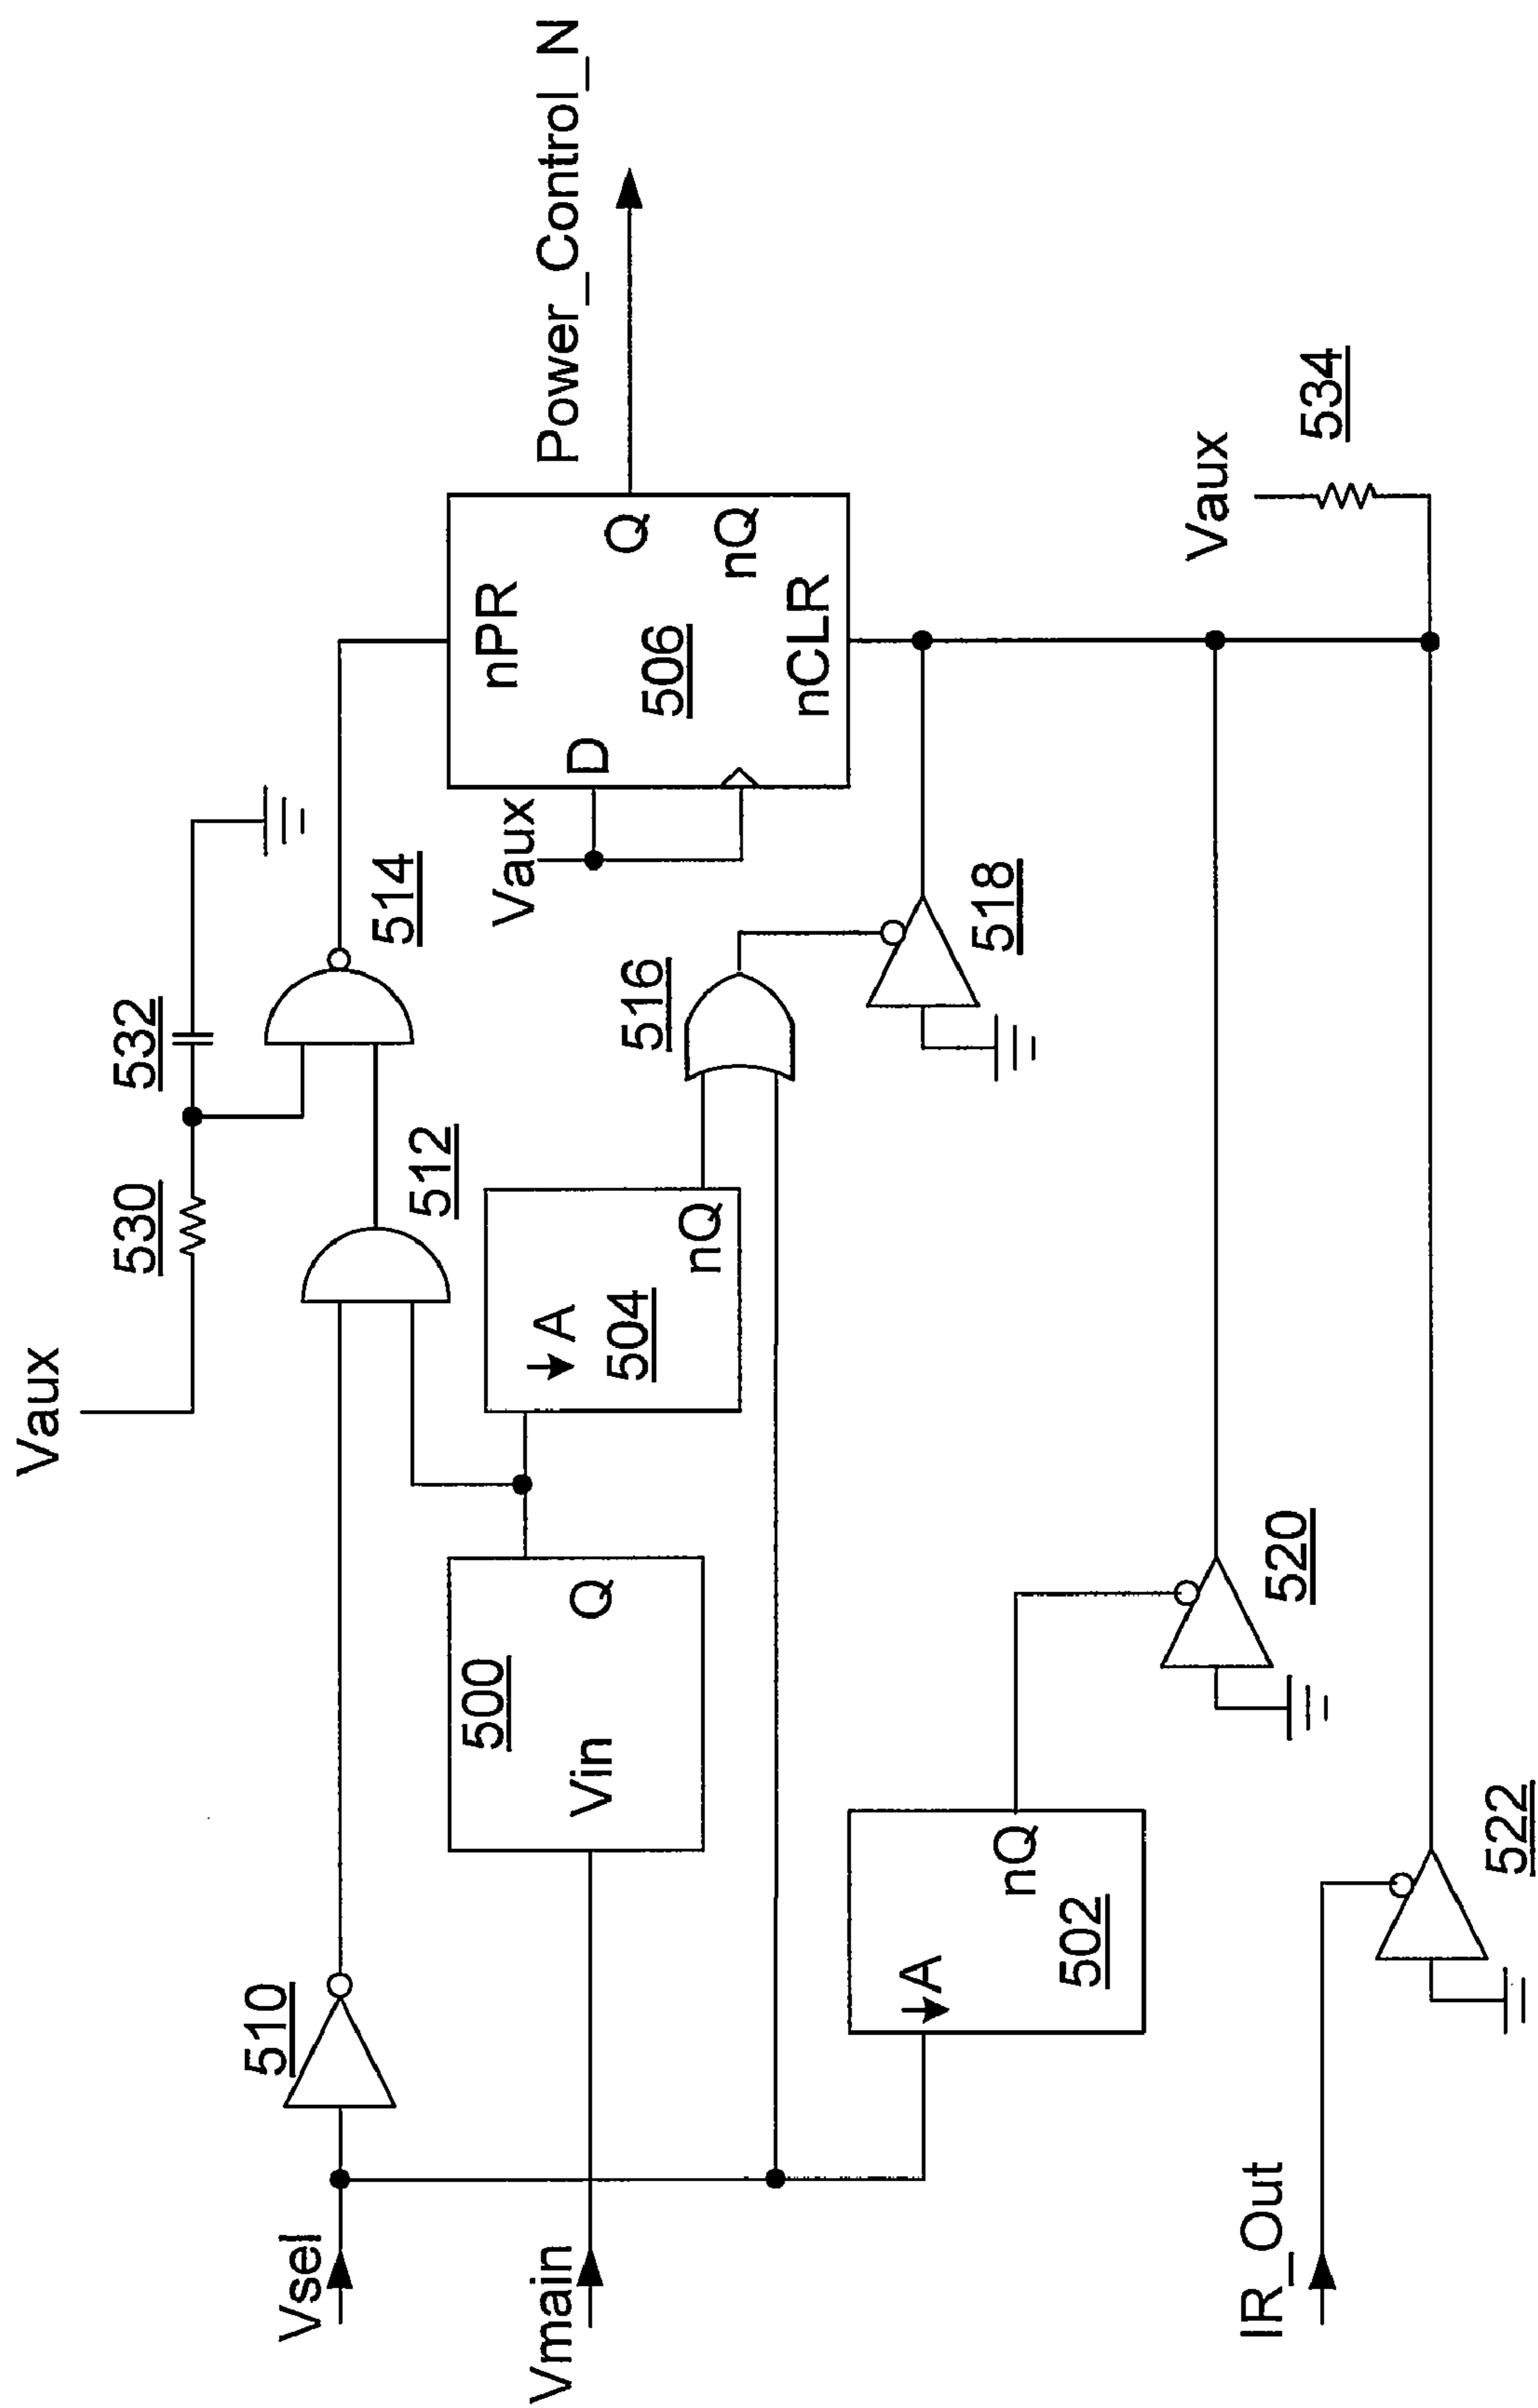 Vaux
530
532
Vsel
510
512
514
Vmain
500
Vin
Q
A
504
nQ
516
Vaux
D
nPR
506
nCLR
Q
nQ
Power_Control_N
518
A
502
nQ
520
Vaux
534
IR_Out
522